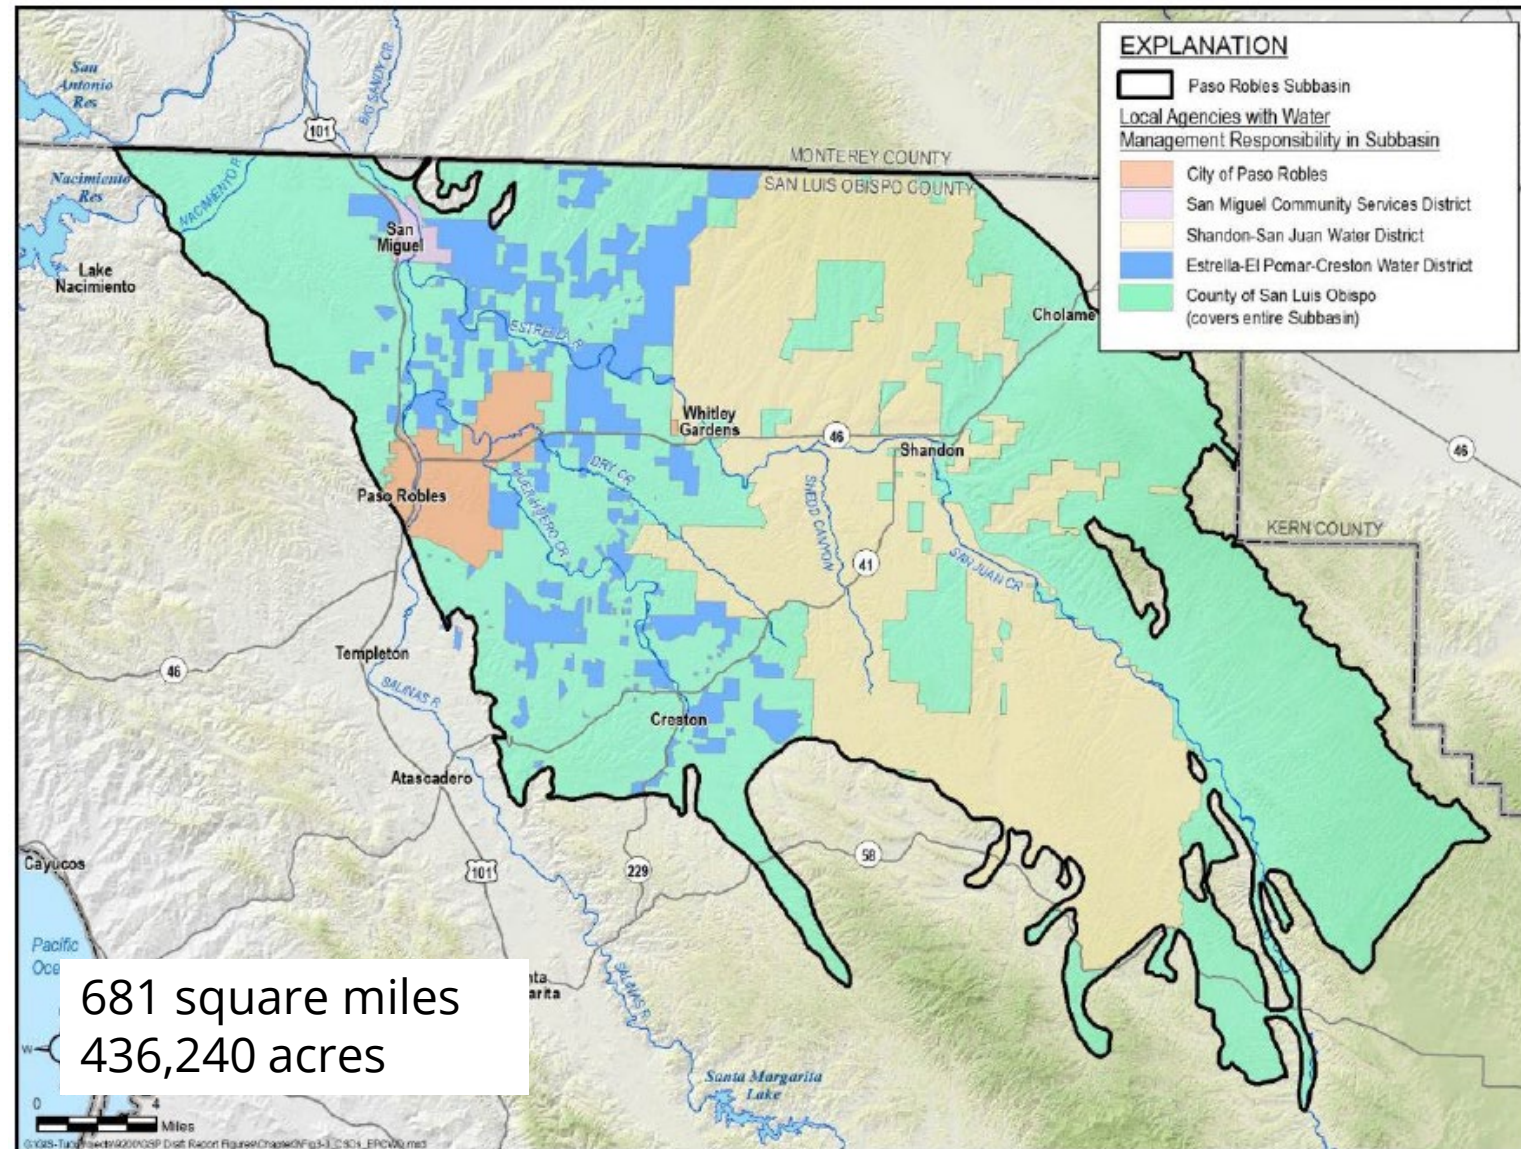 EXPLANATION
Paso Robles Subbasin
Local Agencies with Water
Management Responsibility in Subbasin
City of Paso Robles
San Miguel Community Services District
Shandon-San Juan Water District
Estrella-El Pomar-Creston Water District
County of San Luis Obispo
(covers entire Subbasin)
San
Antonio
Res
BIG SANDY CR
101
MONTEREY COUNTY
SAN LUIS OBISPO COUNTY
Nacimiento
Res
NACIMIENTO R
San
Miguel
Lake
Nacimiento
Cholame
ESTRELLA R
Whitley
Gardens
46
Shandon
46
DRY CR
Paso Robles
HUERHUERO CR
SHEDD CANYON
KERN COUNTY
41
SAN JUAN CR
Templeton
46
SALINAS R
Creston
Atascadero
Cayucos
101
229
58
Pacific
Oce
nta
arita
SALINAS R
681 square miles
436,240 acres
W
Santa Margarita
Lake
0 4
Miles